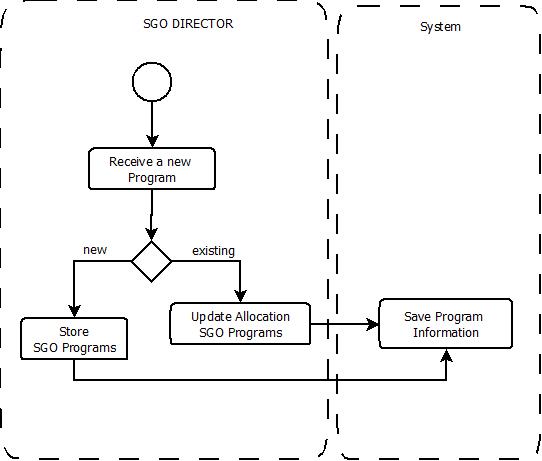 SGO DIRECTOR
System
Receive a new
Program
new
existing
Store
SGO Programs
Update Allocation
SGO Programs
Save Program
Information